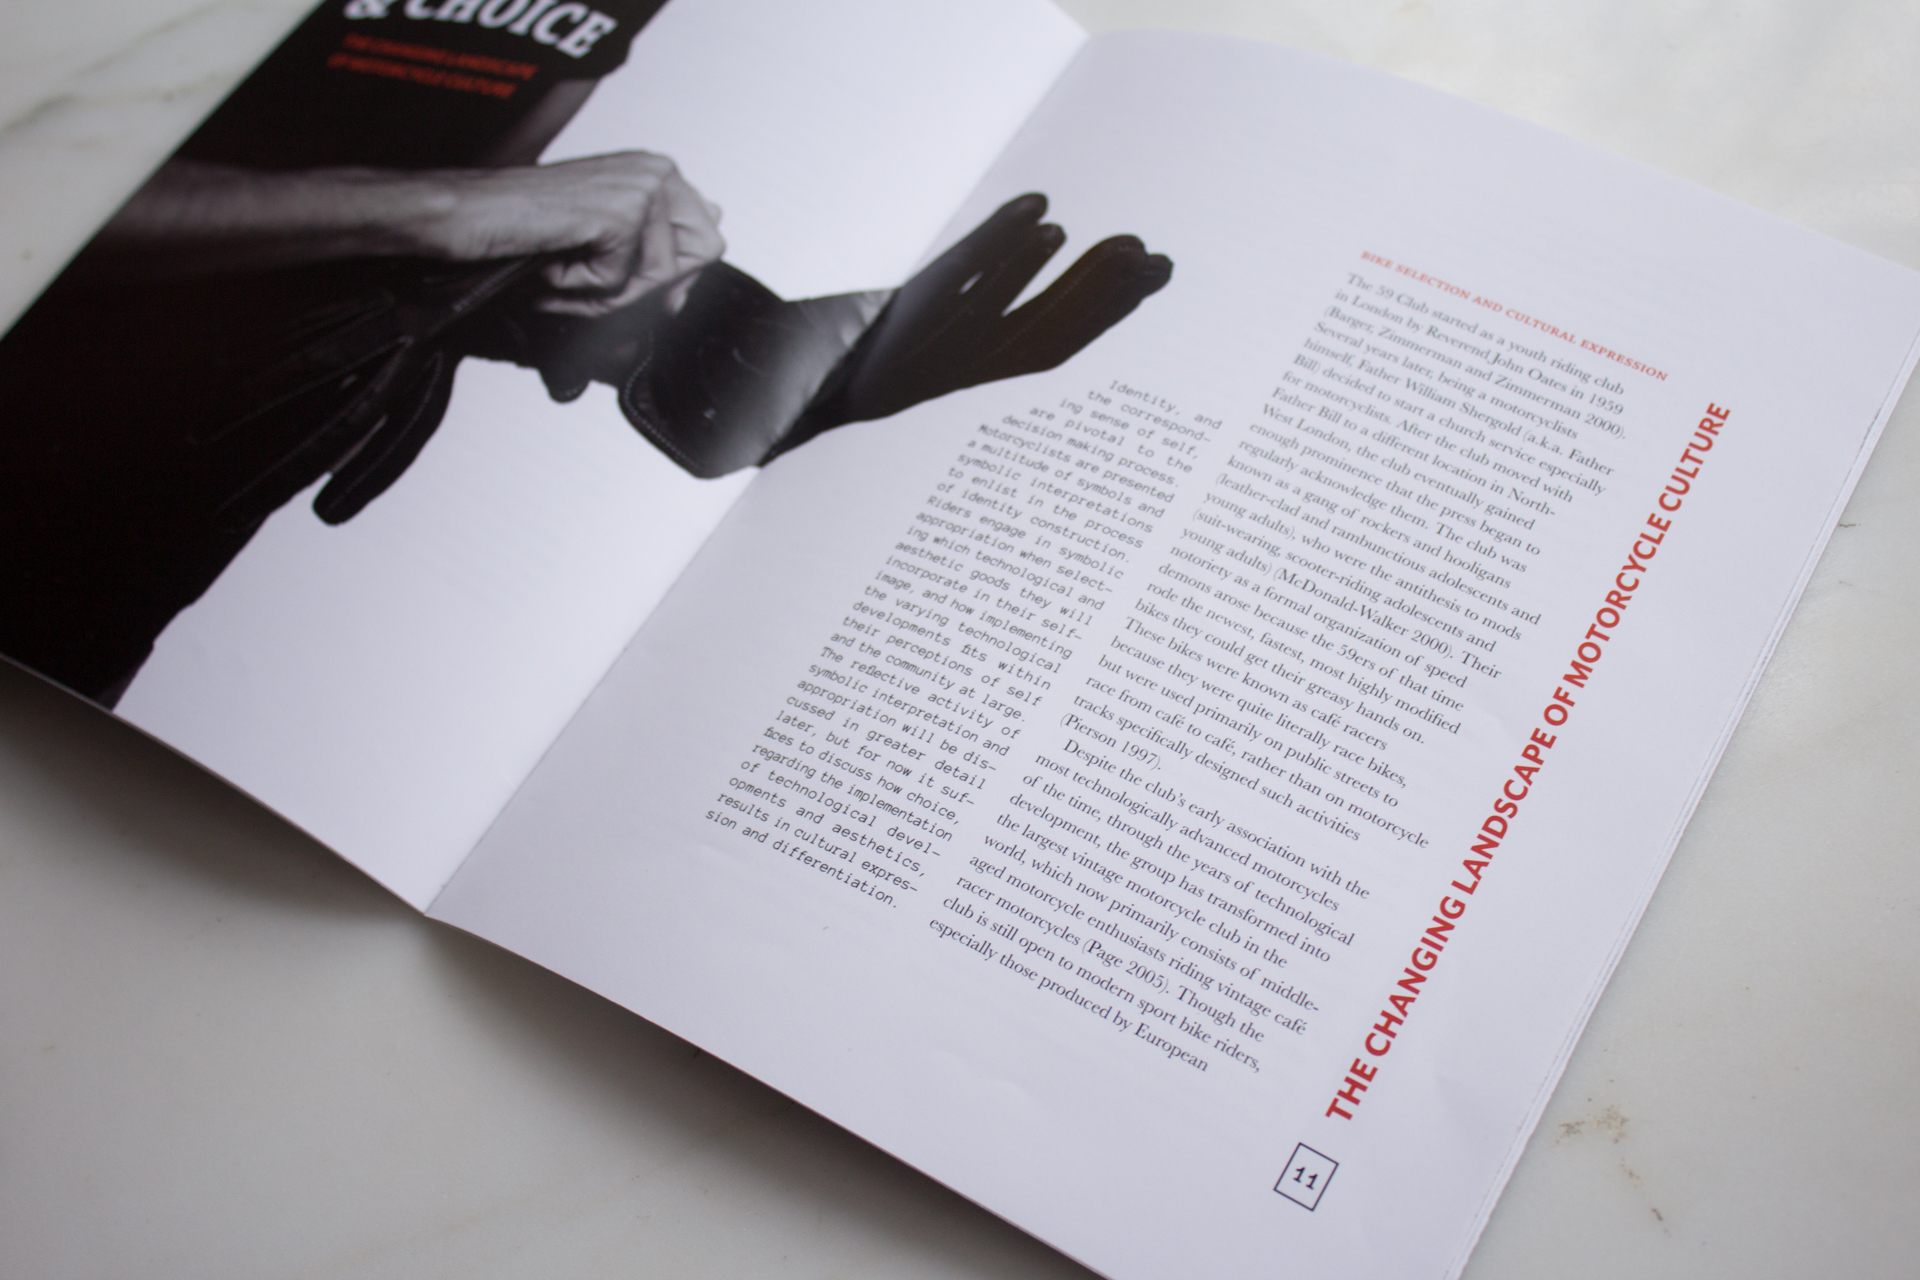 & CHOICE
THE CHANGING LANDSCAPE
OF MOTORCYCLE CULTURE
Identity, and
the correspond-
ing sense of self,
are pivotal to the
decision making process.
Motorcyclists are presented
a multitude of symbols and
symbolic interpretations
to enlist in the process
of identity construction.
Riders engage in symbolic
appropriation when select-
ing which technological and
aesthetic goods they will
incorporate in their self-
image, and how implementing
the varying technological
developments fits within
their perceptions of self
and the community at large.
The reflective activity of
symbolic interpretation and
appropriation will be dis-
cussed in greater detail
later, but for now it suf-
fices to discuss how choice,
regarding the implementation
of technological devel-
opments and aesthetics,
results in cultural expres-
sion and differentiation.
BIKE SELECTION AND CULTURAL EXPRESSION
The 59 Club started as a youth riding club
in London by Reverend John Oates in 1959
(Barger, Zimmerman and Zimmerman 2000).
Several years later, being a motorcyclists
himself, Father William Shergold (a.k.a. Father
Bill) decided to start a church service especially
for motorcyclists. After the club moved with
Father Bill to a different location in North-
West London, the club eventually gained
enough prominence that the press began to
regularly acknowledge them. The club was
known as a gang of rockers and hooligans
(leather-clad and rambunctious adolescents and
young adults), who were the antithesis to mods
(suit-wearing, scooter-riding adolescents and
young adults) (McDonald-Walker 2000). Their
notoriety as a formal organization of speed
demons arose because the 59ers of that time
rode the newest, fastest, most highly modified
bikes they could get their greasy hands on.
These bikes were known as café racers
because they were quite literally race bikes,
but were used primarily on public streets to
race from café to café, rather than on motorcycle
tracks specifically designed such activities
(Pierson 1997).
Despite the club's early association with the
most technologically advanced motorcycles
of the time, through the years of technological
development, the group has transformed into
the largest vintage motorcycle club in the
world, which now primarily consists of middle-
aged motorcycle enthusiasts riding vintage café
racer motorcycles (Page 2005). Though the
club is still open to modern sport bike riders,
especially those produced by European
THE CHANGING LANDSCAPE OF MOTORCYCLE CULTURE
11